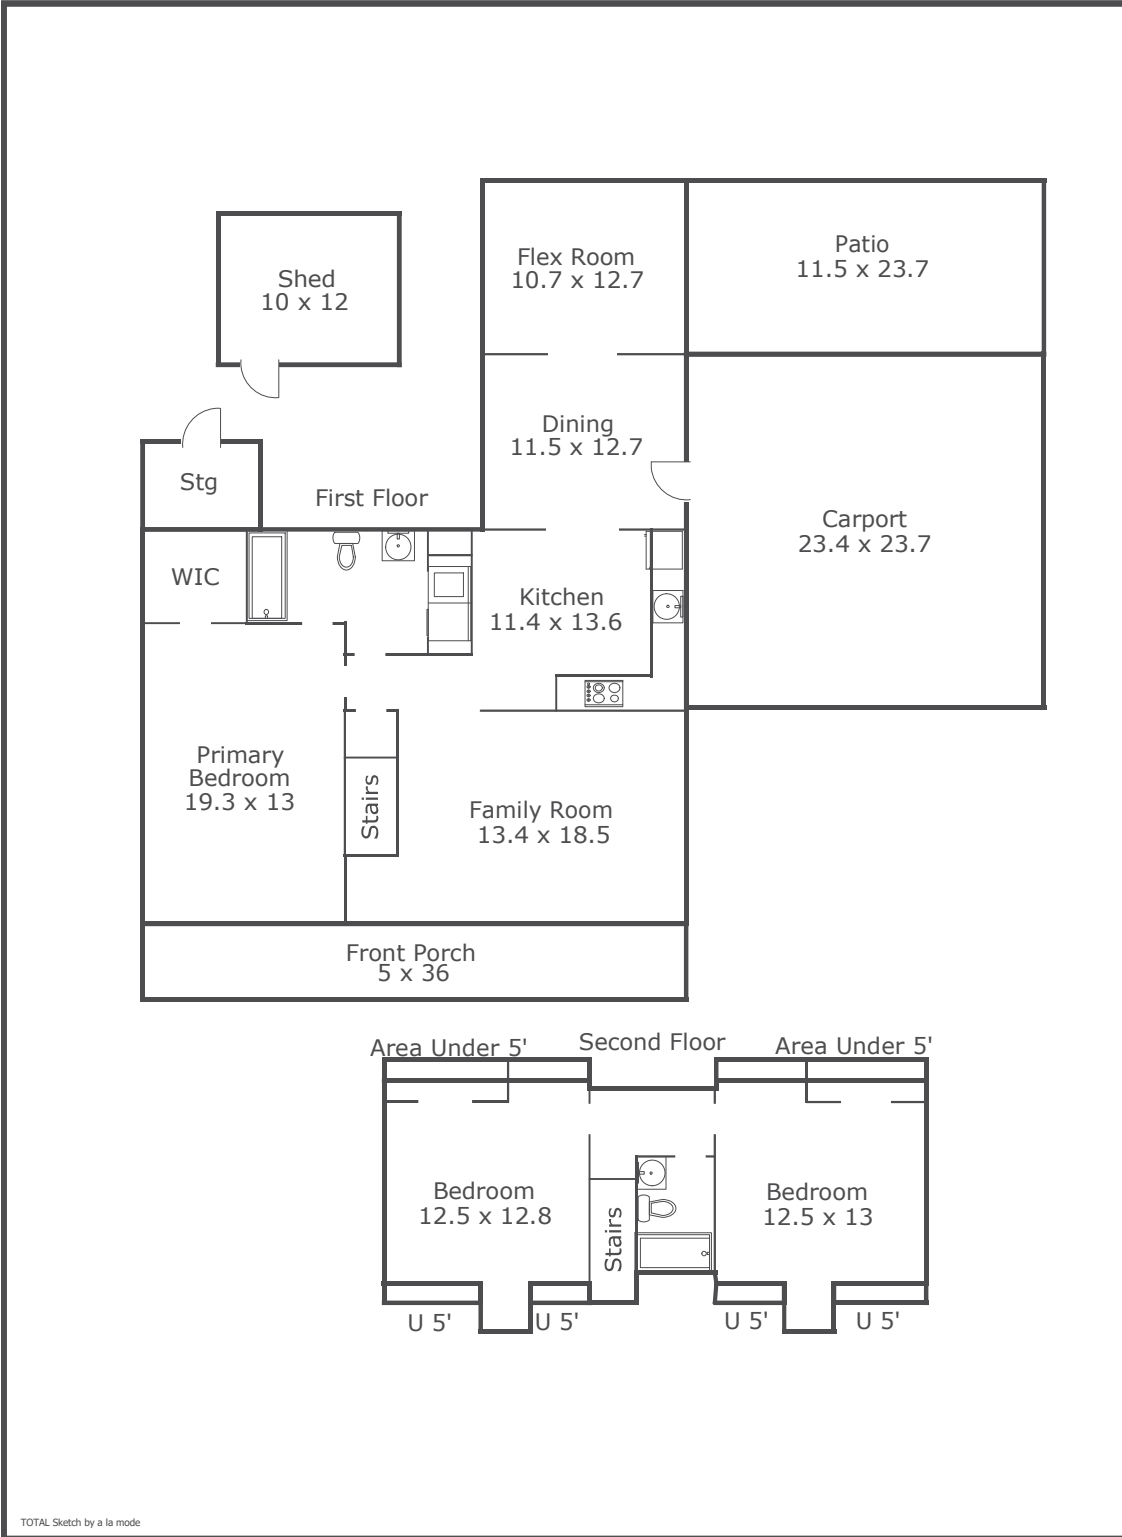 Flex Room
10.7 x 12.7
Patio
11.5 x 23.7
Shed
10 x 12
Dining
11.5 x 12.7
Stg
First Floor
Carport
23.4 x 23.7
WIC
Kitchen
11.4 x 13.6
Primary
Bedroom
19.3 x 13
Stairs
Family Room
13.4 x 18.5
Front Porch
5 x 36
Area Under 5'
Second Floor
Area Under 5'
Bedroom
12.5 x 12.8
Stairs
Bedroom
12.5 x 13
U 5'
U 5'
U 5'
U 5'
TOTAL Sketch by a la mode